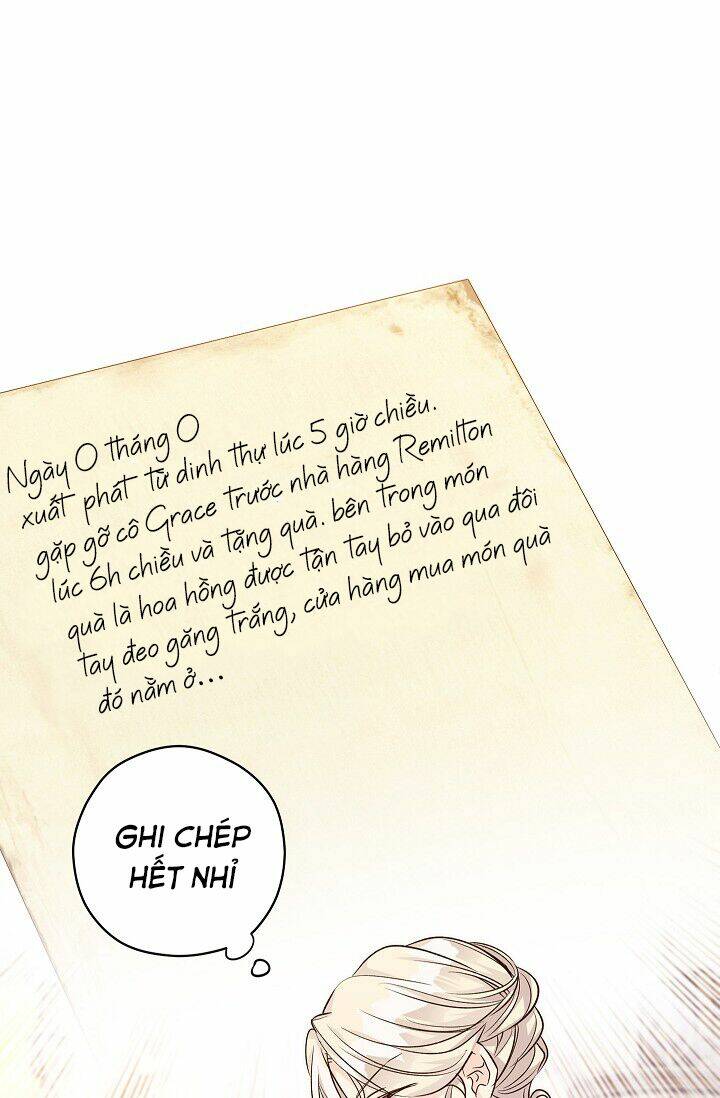 Ngày 0 tháng 0
xuất phát từ dinh thự lúc 5 giờ chiều.
gặp gỡ cô Grace trước nhà hàng Remilton
lúc 6h chiều và tặng quà. bên trong món
quà là hoa hồng được tận tay bỏ vào qua đôi
tay đeo găng trắng, cửa hàng mua món quà
đó nằm ở...
GHI CHÉP
HẾT NHỈ